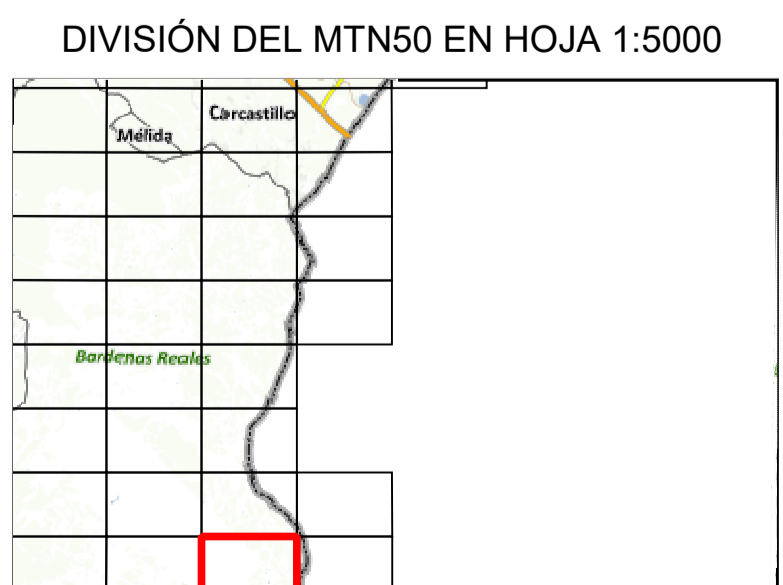 DIVISIÓN DEL MTN50 EN HOJA 1:5000
Carcastillo
Mélida
Bardenas Reales